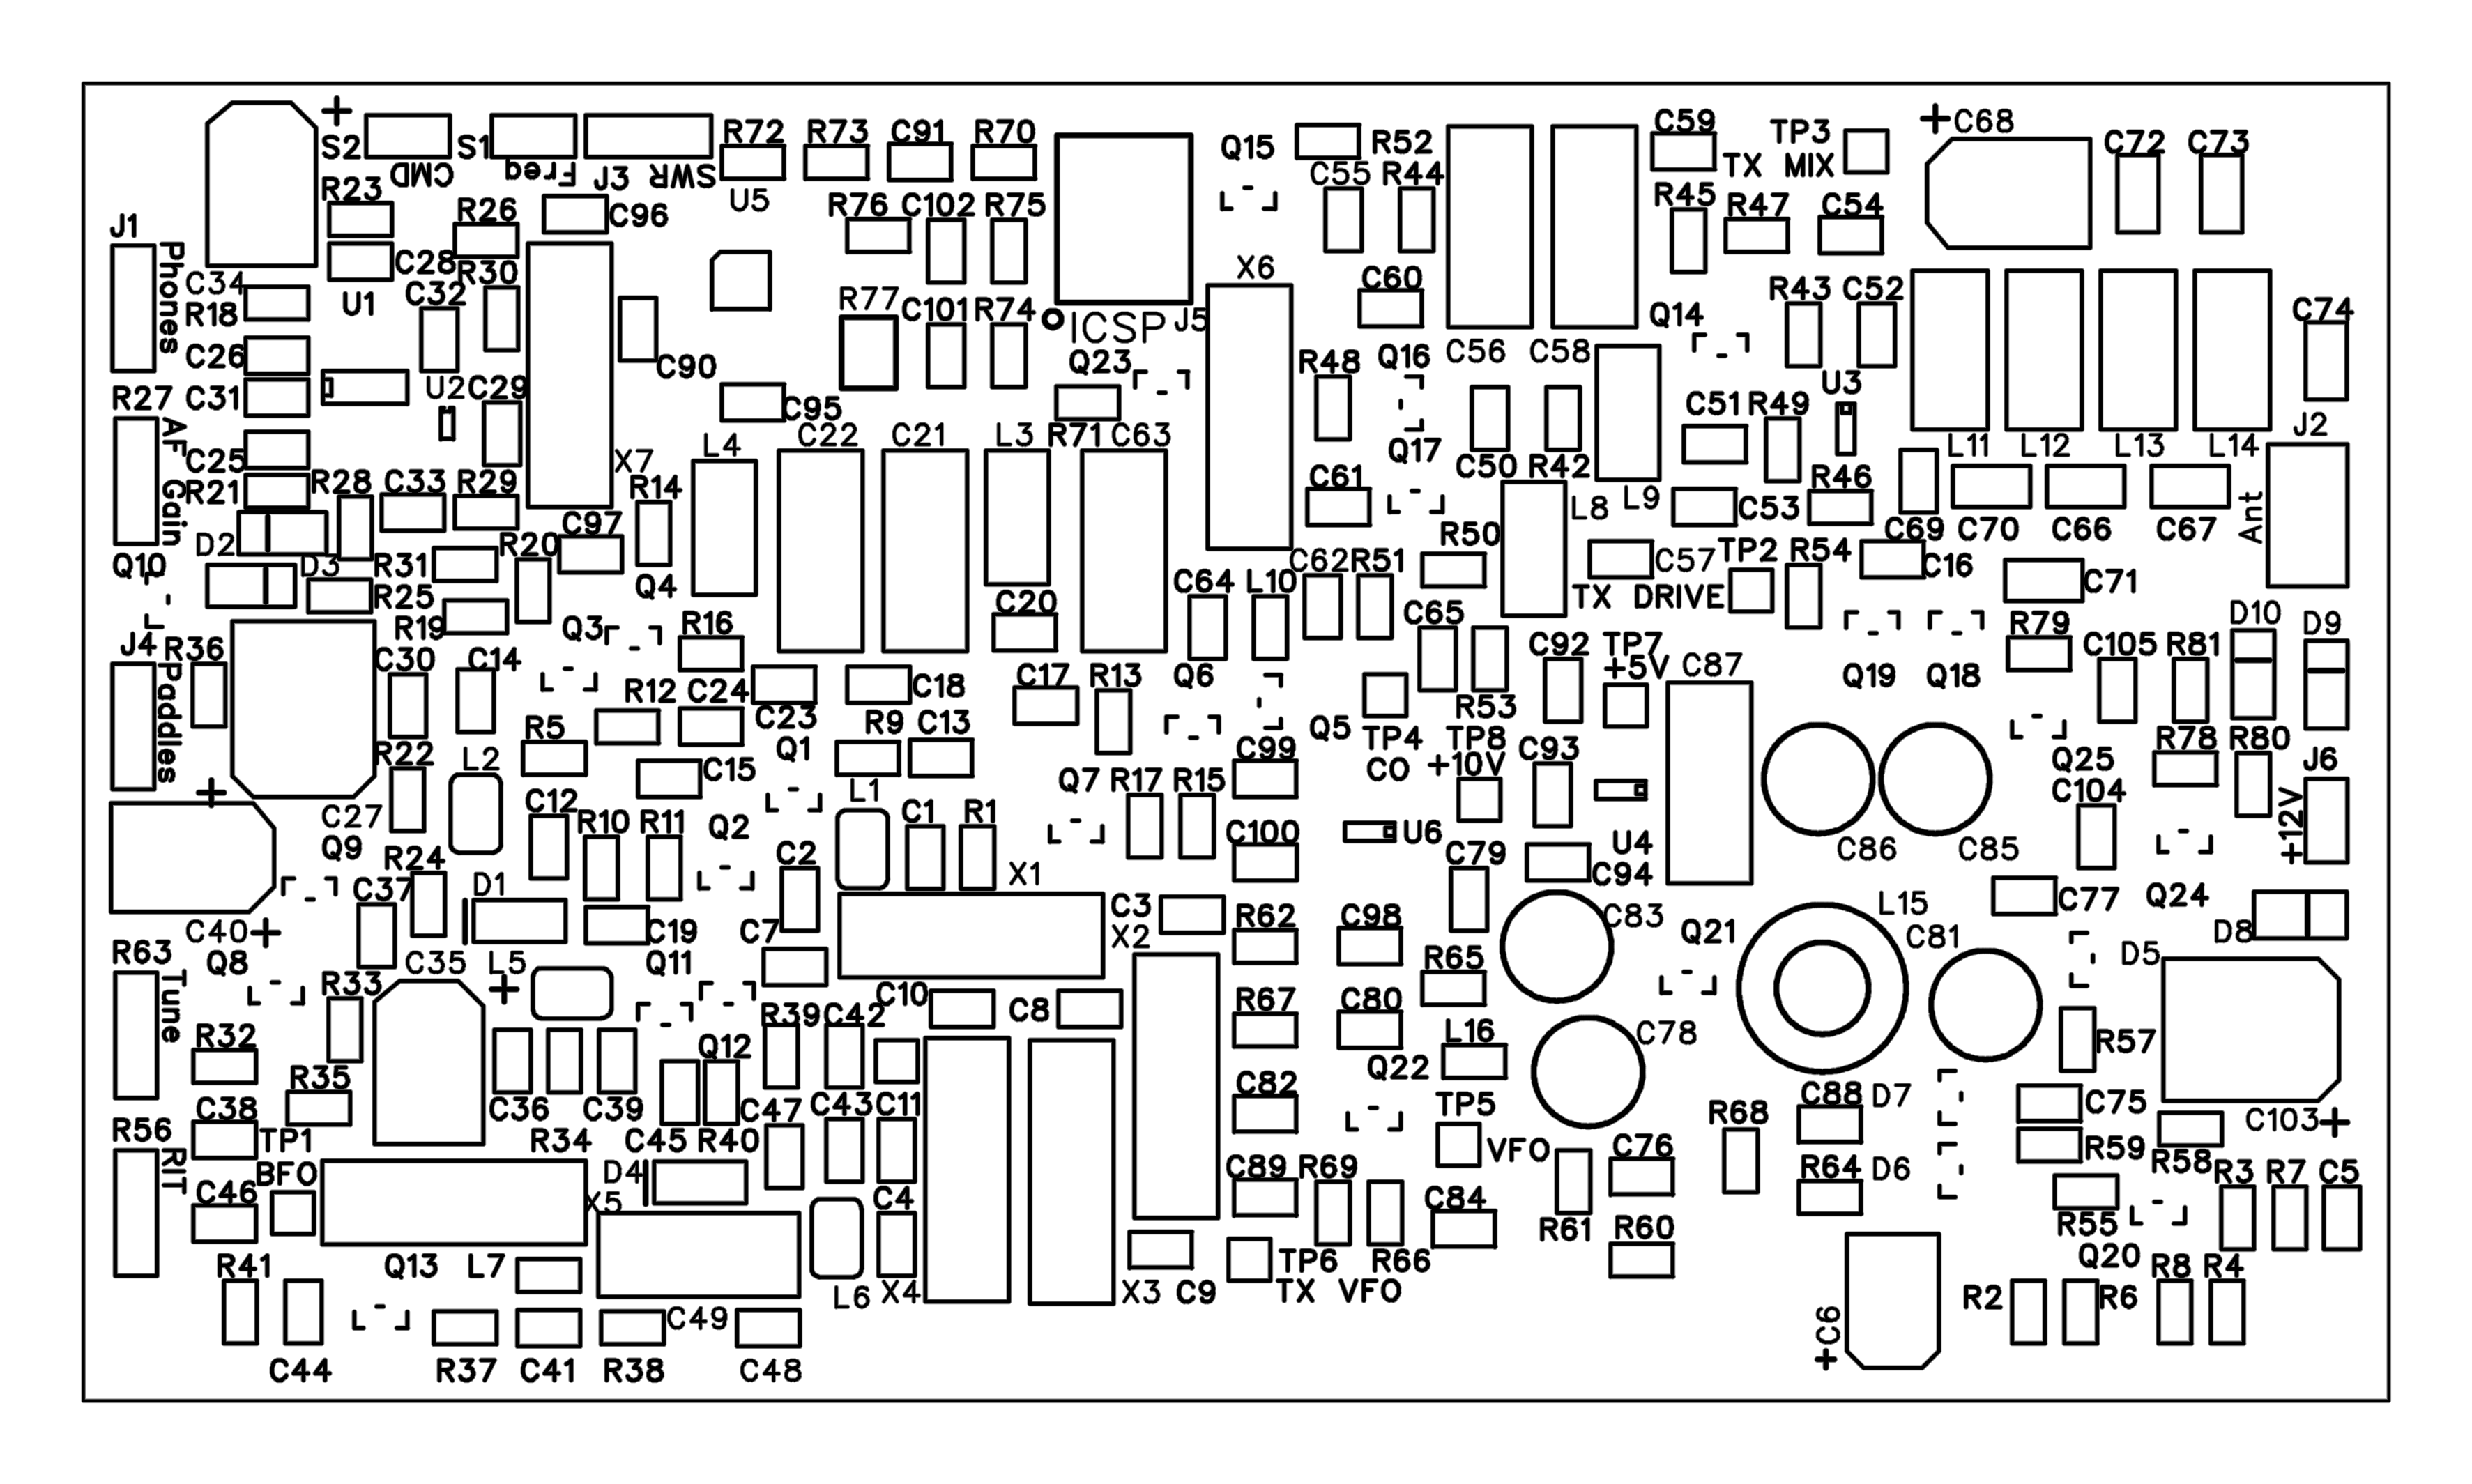 S2 S1 R72 R73 C91 R70 Q15 R52 C59 TP3 C68 C72 C73
CMD Freq J3 SWR C55 R44 TX MIX
R23 R26 C96 U5 R76 C102 R75 R45 R47 C54
J1 Phones
C34 C28 R30 X6
U1 C32 C60 R43 C52
R18 R77 C101 R74 ICSP J5 Q14 C74
C26 C90 Q23 R48 Q16 C56 C58
R27 C31 U2 C29 C95 C51 R49 U3
AF Gain
C22 C21 L3 R71 C63 Q17 J2
C25 X7 L4 C50 R42 L11 L12 L13 L14
R21 R28 C33 R29 R14 C61 L9 R46
Ant
L8 C53
D2 C97 R50 C69 C70 C66 C67
Q10 D3 R31 R20 C62 R51 C57 TP2 R54 C16
R25 Q4 C64 L10 TX DRIVE C71
R19 Q3 R16 C20 C65 D10 D9
J4 R36 C92 TP7 R79 C105 R81
Paddles
C30 C14 C17 R13 Q6 +5V C87 Q19 Q18
R12 C24 C18
R5 C23 R9 C13 R53
Q1 Q5 TP4 TP8 C93 R78 R80
R22 L2 C15 C99 CO +10V Q25 J6
Q7 R17 R15 C104
L1 +12V
+ C27 C12 R10 R11 Q2 C1 R1 C100 U6 U4
Q9 R24 C2 C79 C86 C85
C37 D1 X1 C94 C77 Q24
C40 + C19 C7 C3 R62 C98 C83 Q21 L15
X2 C81 D8
R63 Q8 C35 L5 Q11 R65 D5
Tune
R33 + C10 C8 R67 C80
R32 R39 C42 L16 C78 R57
Q12 Q22
R35 C82 C88 D7 C75
C38 C36 C39 C47 C43 C11 TP5 R68 C103 +
R56 TP1 R34 C45 R40 VFO C76 R59
RIT BFO D4 C89 R69 R64 D6 R58 R3 R7 C5
C46 X5 C4 C84 R61 R60 R55
R41 Q13 L7 TP6 R66 Q20 R8 R4
L6 X4 X3 C9 TX VFO R2 R6
C49 +C6
C44 R37 C41 R38 C48